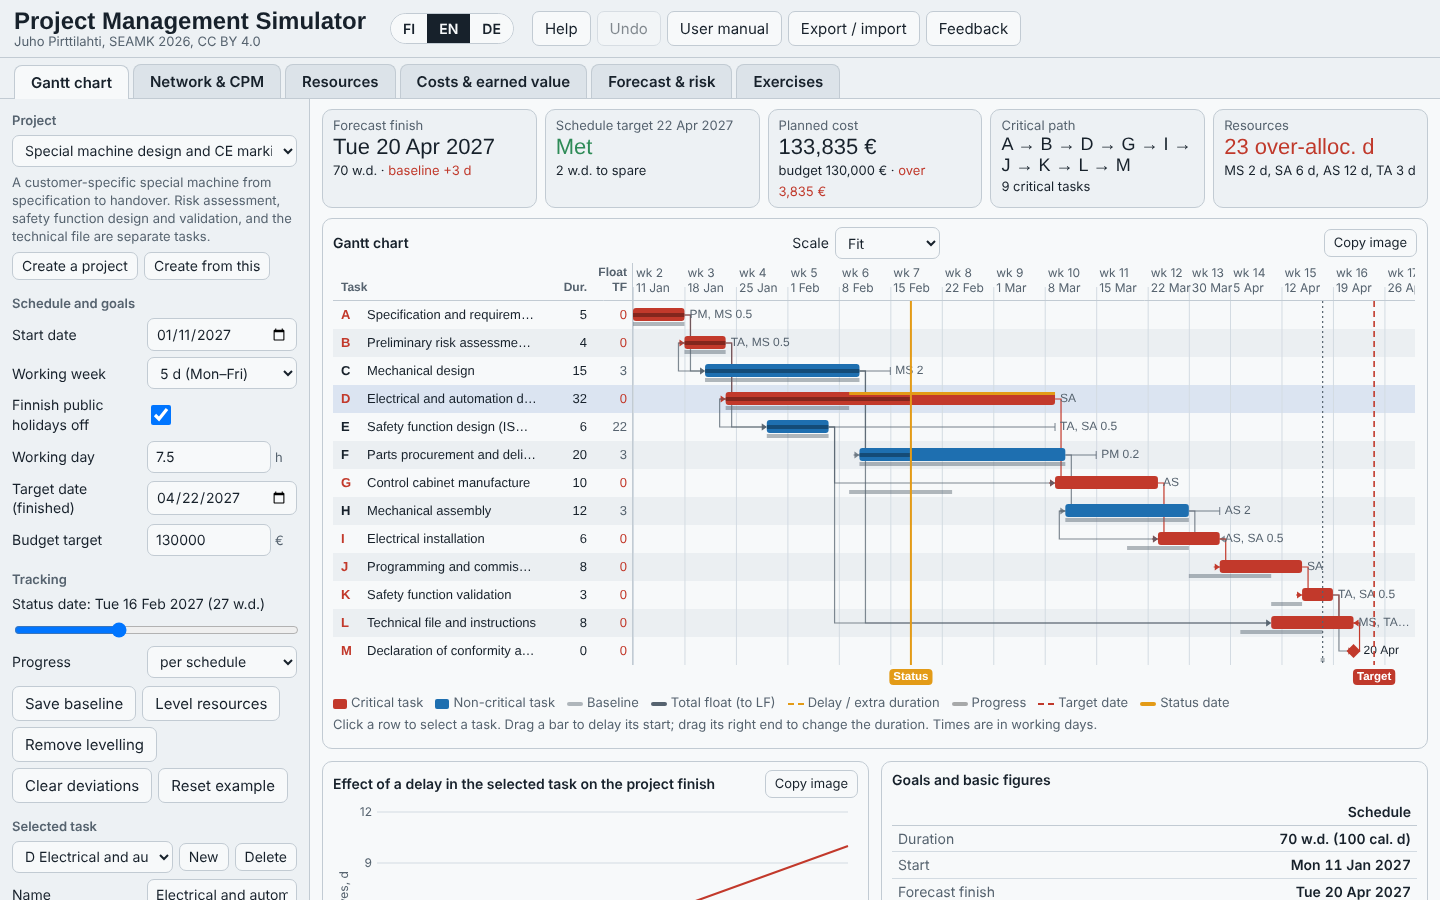 Project Management Simulator
Juho Pirttilahti, SEAMK 2026, CC BY 4.0
FI EN DE
Help Undo User manual Export / import Feedback
Gantt chart Network & CPM Resources Costs & earned value Forecast & risk Exercises
Project
Special machine design and CE marki
A customer-specific special machine from
specification to handover. Risk assessment,
safety function design and validation, and the
technical file are separate tasks.
Create a project Create from this
Schedule and goals
Start date 01/11/2027
Working week 5 d (Mon–Fri)
Finnish public
holidays off
Working day 7.5 h
Target date
(finished) 04/22/2027
Budget target 130000 €
Tracking
Status date: Tue 16 Feb 2027 (27 w.d.)
Progress per schedule
Save baseline Level resources
Remove levelling
Clear deviations Reset example
Selected task
D Electrical and au New Delete
Name Electrical and autom
Forecast finish
Tue 20 Apr 2027
70 w.d. · baseline +3 d
Schedule target 22 Apr 2027
Met
2 w.d. to spare
Planned cost
133,835 €
budget 130,000 € · over
3,835 €
Critical path
A → B → D → G → I →
J → K → L → M
9 critical tasks
Resources
23 over-alloc. d
MS 2 d, SA 6 d, AS 12 d, TA 3 d
Gantt chart Scale Fit Copy image
Float wk 2 wk 3 wk 4 wk 5 wk 6 wk 7 wk 8 wk 9 wk 10 wk 11 wk 12 wk 13 wk 14 wk 15 wk 16 wk 17
Task Dur. TF 11 Jan 18 Jan 25 Jan 1 Feb 8 Feb 15 Feb 22 Feb 1 Mar 8 Mar 15 Mar 22 Mar 30 Mar 5 Apr 12 Apr 19 Apr 26 A
A Specification and requirem… 5 0 PM, MS 0.5
B Preliminary risk assessme… 4 0 TA, MS 0.5
C Mechanical design 15 3 MS 2
D Electrical and automation d… 32 0 SA
E Safety function design (IS… 6 22 TA, SA 0.5
F Parts procurement and deli… 20 3 PM 0.2
G Control cabinet manufacture 10 0 AS
H Mechanical assembly 12 3 AS 2
I Electrical installation 6 0 AS, SA 0.5
J Programming and commis… 8 0 SA
K Safety function validation 3 0 TA, SA 0.5
L Technical file and instructions 8 0 MS, TA…
M Declaration of conformity a… 0 0 20 Apr
Status Target
Critical task Non-critical task Baseline Total float (to LF) Delay / extra duration Progress Target date Status date
Click a row to select a task. Drag a bar to delay its start; drag its right end to change the duration. Times are in working days.
Effect of a delay in the selected task on the project finish Copy image
12
9
res, d
Goals and basic figures
Schedule
Duration 70 w.d. (100 cal. d)
Start Mon 11 Jan 2027
Forecast finish Tue 20 Apr 2027